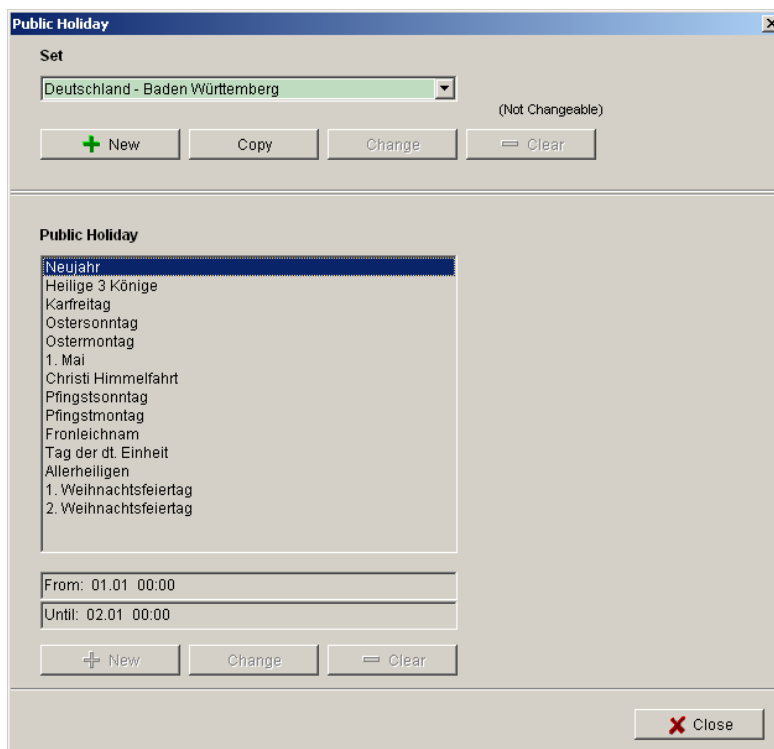 Public Holiday
Set
Deutschland - Baden Württemberg
(Not Changeable)
New Copy Change Clear
Public Holiday
Neujahr
Heilige 3 Könige
Karfreitag
Ostersonntag
Ostermontag
1. Mai
Christi Himmelfahrt
Pfingstsonntag
Pfingstmontag
Fronleichnam
Tag der dt. Einheit
Allerheiligen
1. Weihnachtsfeiertag
2. Weihnachtsfeiertag
From: 01.01 00:00
Until: 02.01 00:00
New Change Clear
Close